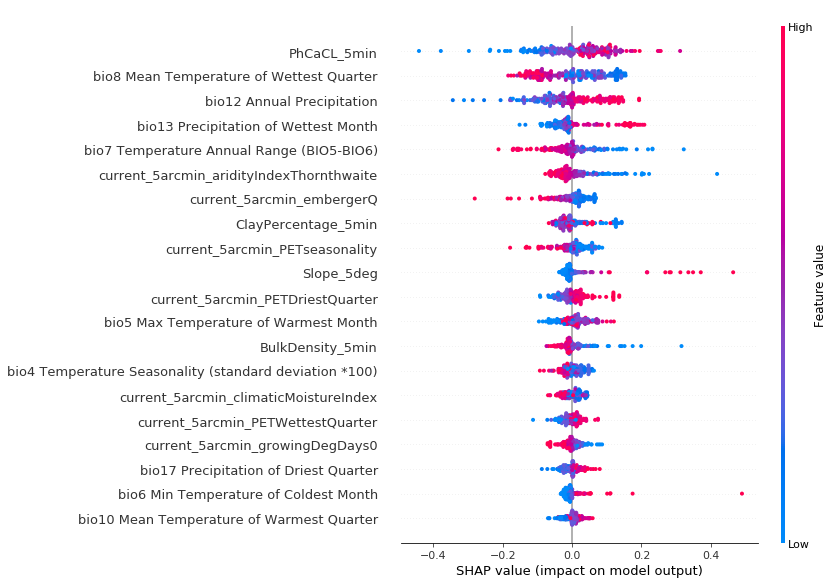 High
PhCaCL_5min
bio8 Mean Temperature of Wettest Quarter
bio12 Annual Precipitation
bio13 Precipitation of Wettest Month
bio7 Temperature Annual Range (BIO5-BIO6)
current_5arcmin_aridityIndexThornthwaite
current_5arcmin_embergerQ
ClayPercentage_5min
current_5arcmin_PETseasonality
Slope_5deg
current_5arcmin_PETDriestQuarter
bio5 Max Temperature of Warmest Month
BulkDensity_5min
bio4 Temperature Seasonality (standard deviation *100)
current_5arcmin_climaticMoistureIndex
current_5arcmin_PETWettestQuarter
current_5arcmin_growingDegDays0
bio17 Precipitation of Driest Quarter
bio6 Min Temperature of Coldest Month
bio10 Mean Temperature of Warmest Quarter
Feature value
Low
−0.4 −0.2 0.0 0.2 0.4
SHAP value (impact on model output)